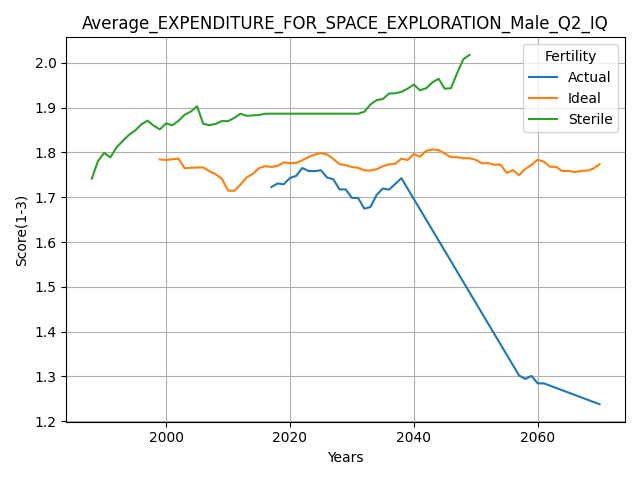 Average_EXPENDITURE_FOR_SPACE_EXPLORATION_Male_Q2_IQ
Fertility
Actual
Ideal
Sterile
Score(1-3)
2.0
1.9
1.8
1.7
1.6
1.5
1.4
1.3
1.2
2000
2020
2040
2060
Years